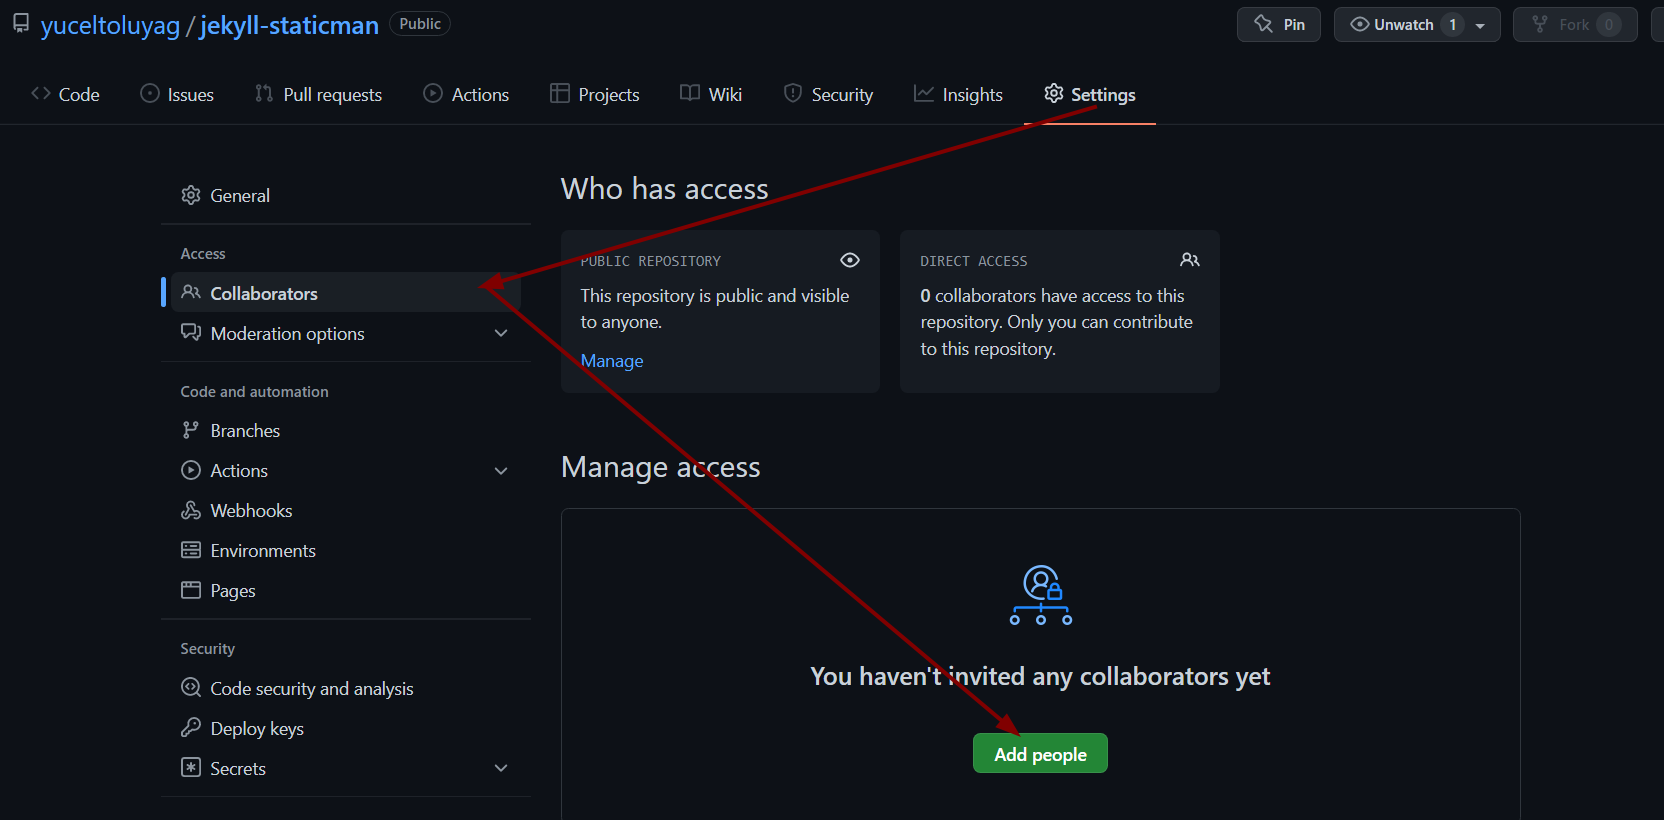 yuceltoluyag / jekyll-staticman Public
Pin Unwatch 1 Fork 0
Code Issues Pull requests Actions Projects Wiki Security Insights Settings
General
Access
Collaborators
Moderation options
Code and automation
Branches
Actions
Webhooks
Environments
Pages
Security
Code security and analysis
Deploy keys
Secrets
Who has access
PUBLIC REPOSITORY
This repository is public and visible
to anyone.
Manage
DIRECT ACCESS
0 collaborators have access to this
repository. Only you can contribute
to this repository.
Manage access
You haven't invited any collaborators yet
Add people